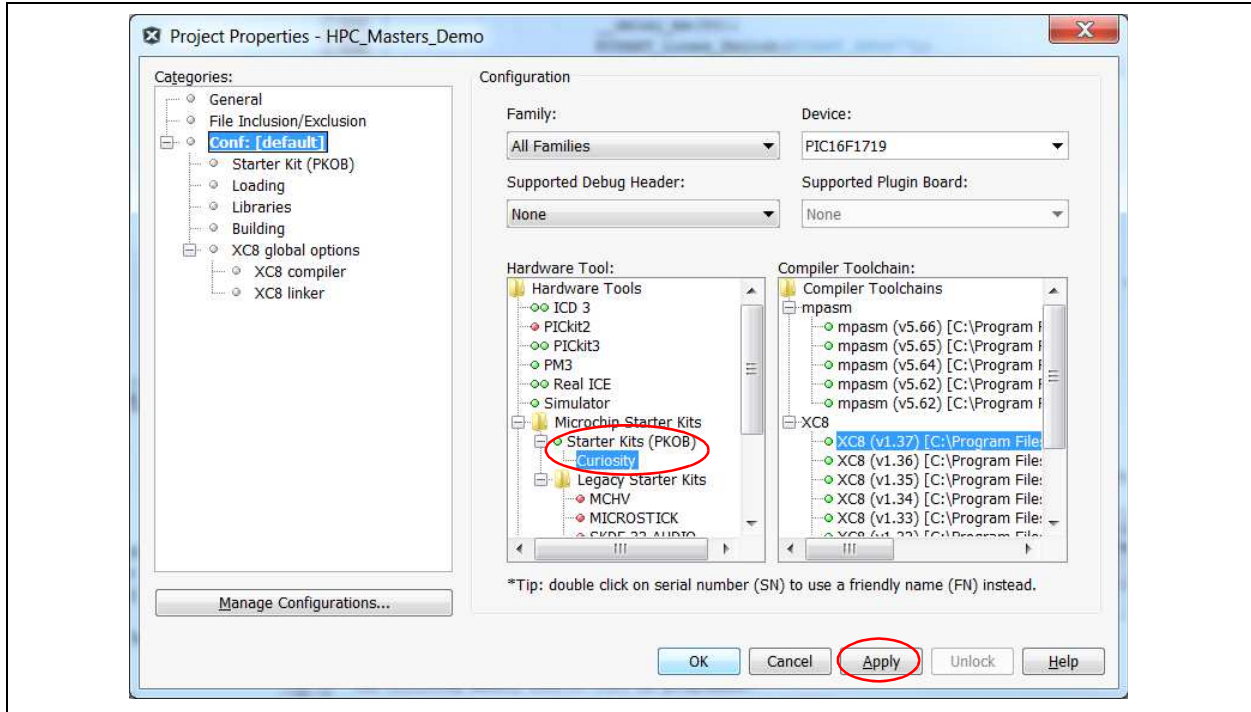 Project Properties - HPC_Masters_Demo
Categories:
General
File Inclusion/Exclusion
Conf: [default]
Starter Kit (PKOB)
Loading
Libraries
Building
XC8 global options
XC8 compiler
XC8 linker
Manage Configurations...
Configuration
Family:
Device:
All Families
PIC16F1719
Supported Debug Header:
Supported Plugin Board:
None
None
Hardware Tool:
Hardware Tools
ICD 3
PICkit2
PICkit3
PM3
Real ICE
Simulator
Microchip Starter Kits
Starter Kits (PKOB)
Curiosity
Legacy Starter Kits
MCHV
MICROSTICK
Compiler Toolchain:
Compiler Toolchains
mpasm
mpasm (v5.66) [C:\Program
mpasm (v5.65) [C:\Program
mpasm (v5.64) [C:\Program
mpasm (v5.62) [C:\Program
mpasm (v5.62) [C:\Program
XC8
XC8 (v1.37) [C:\Program Files
XC8 (v1.36) [C:\Program Files
XC8 (v1.35) [C:\Program Files
XC8 (v1.34) [C:\Program Files
XC8 (v1.33) [C:\Program Files
*Tip: double click on serial number (SN) to use a friendly name (FN) instead.
OK
Cancel
Apply
Unlock
Help